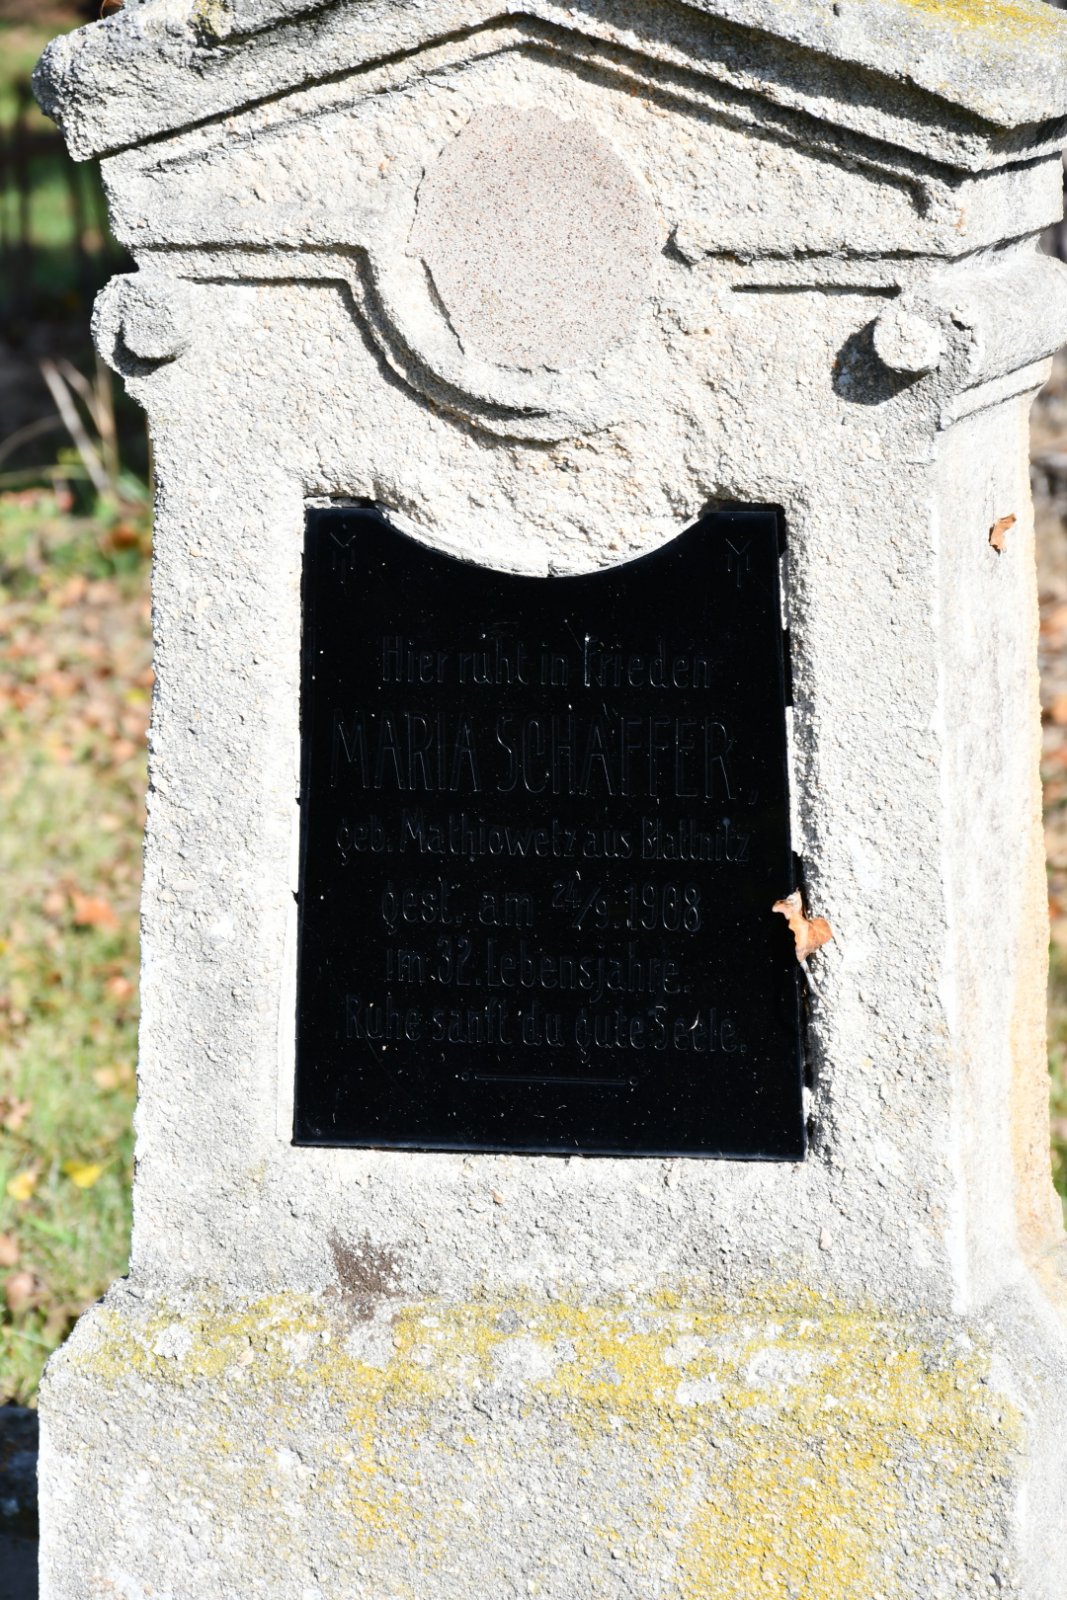 Hier ruht in Frieden
MARIA SCHAFFER,
geb. Mathiowetz aus Blattnitz
gest. am 24/9. 1908
im 32. Lebensjahre.
Ruhe sanft du gute Seele.